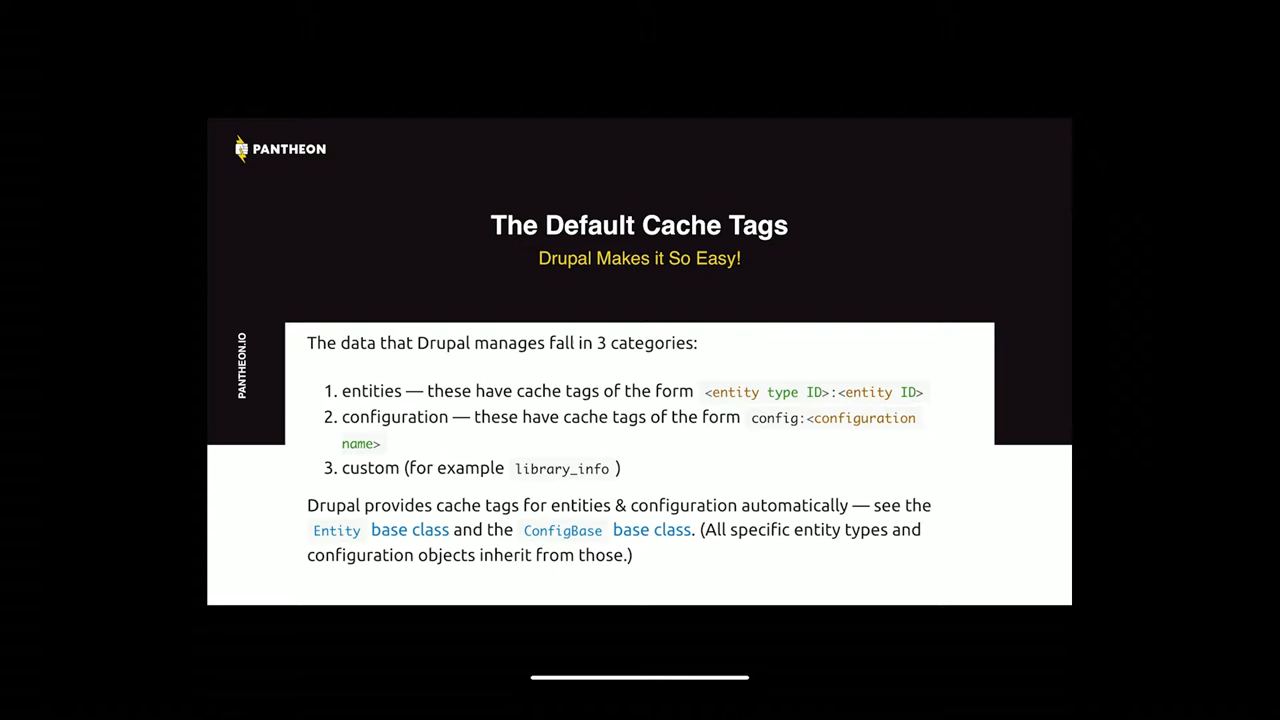 PANTHEON
The Default Cache Tags
Drupal Makes it So Easy!
PANTHEON.IO
The data that Drupal manages fall in 3 categories:
1. entities — these have cache tags of the form <entity type ID>:<entity ID>
2. configuration — these have cache tags of the form config:<configuration
name>
3. custom (for example library_info )
Drupal provides cache tags for entities & configuration automatically — see the
Entity base class and the ConfigBase base class. (All specific entity types and
configuration objects inherit from those.)